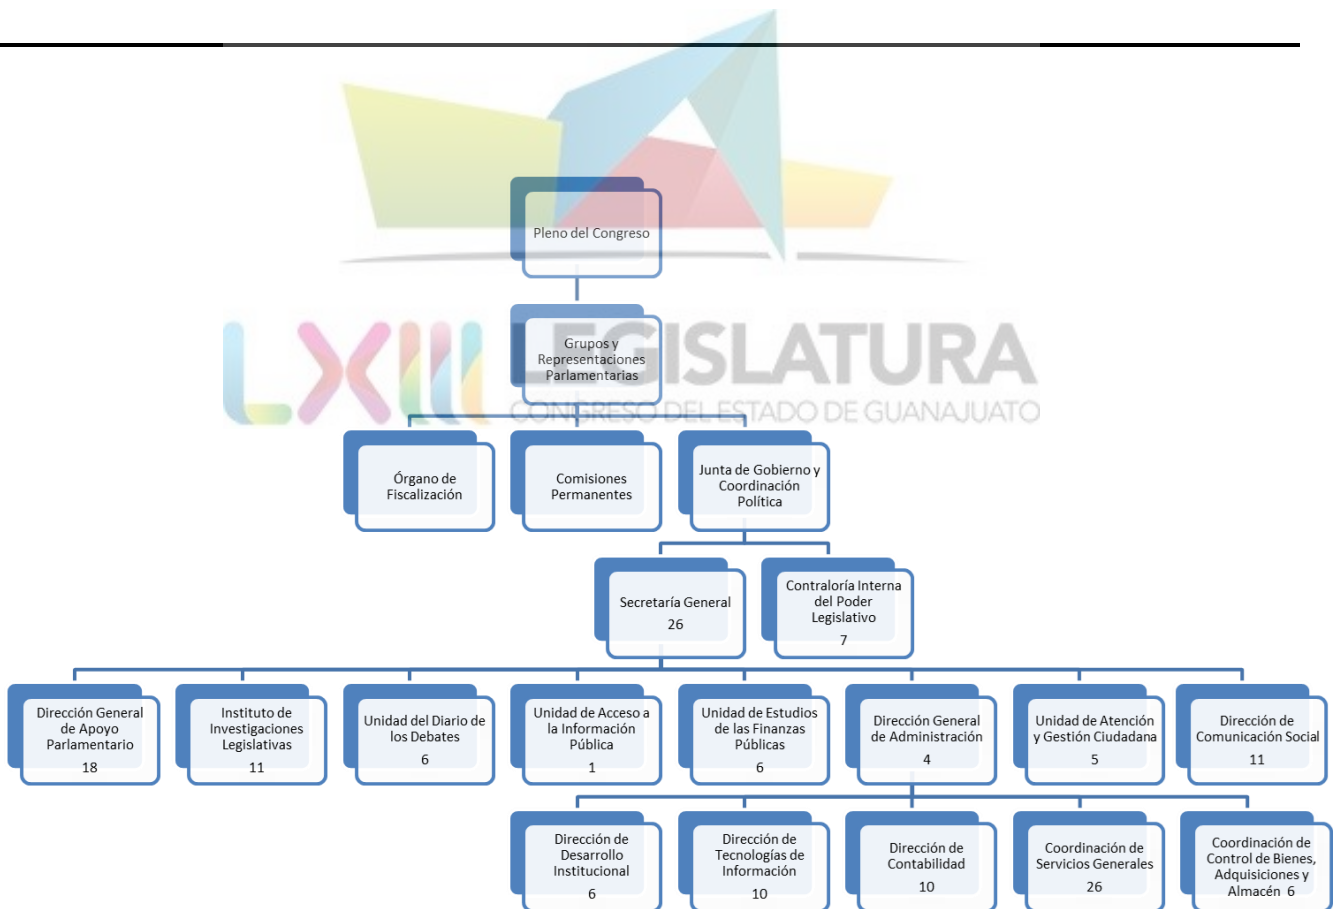 Pleno del Congreso
LXIII LEGISLATURA
CONGRESO DEL ESTADO DE GUANAJUATO
Grupos y
Representaciones
Parlamentarias
Órgano de
Fiscalización
Comisiones
Permanentes
Junta de Gobierno y
Coordinación
Política
Secretaría General
26
Contraloría Interna
del Poder
Legislativo
7
Dirección General
de Apoyo
Parlamentario
18
Instituto de
Investigaciones
Legislativas
11
Unidad del Diario de
los Debates
6
Unidad de Acceso a
la Información
Pública
1
Unidad de Estudios
de las Finanzas
Públicas
6
Dirección General
de Administración
4
Unidad de Atención
y Gestión Ciudadana
5
Dirección de
Comunicación Social
11
Dirección de
Desarrollo
Institucional
6
Dirección de
Tecnologías de
Información
10
Dirección de
Contabilidad
10
Coordinación de
Servicios Generales
26
Coordinación de
Control de Bienes,
Adquisiciones y
Almacén 6